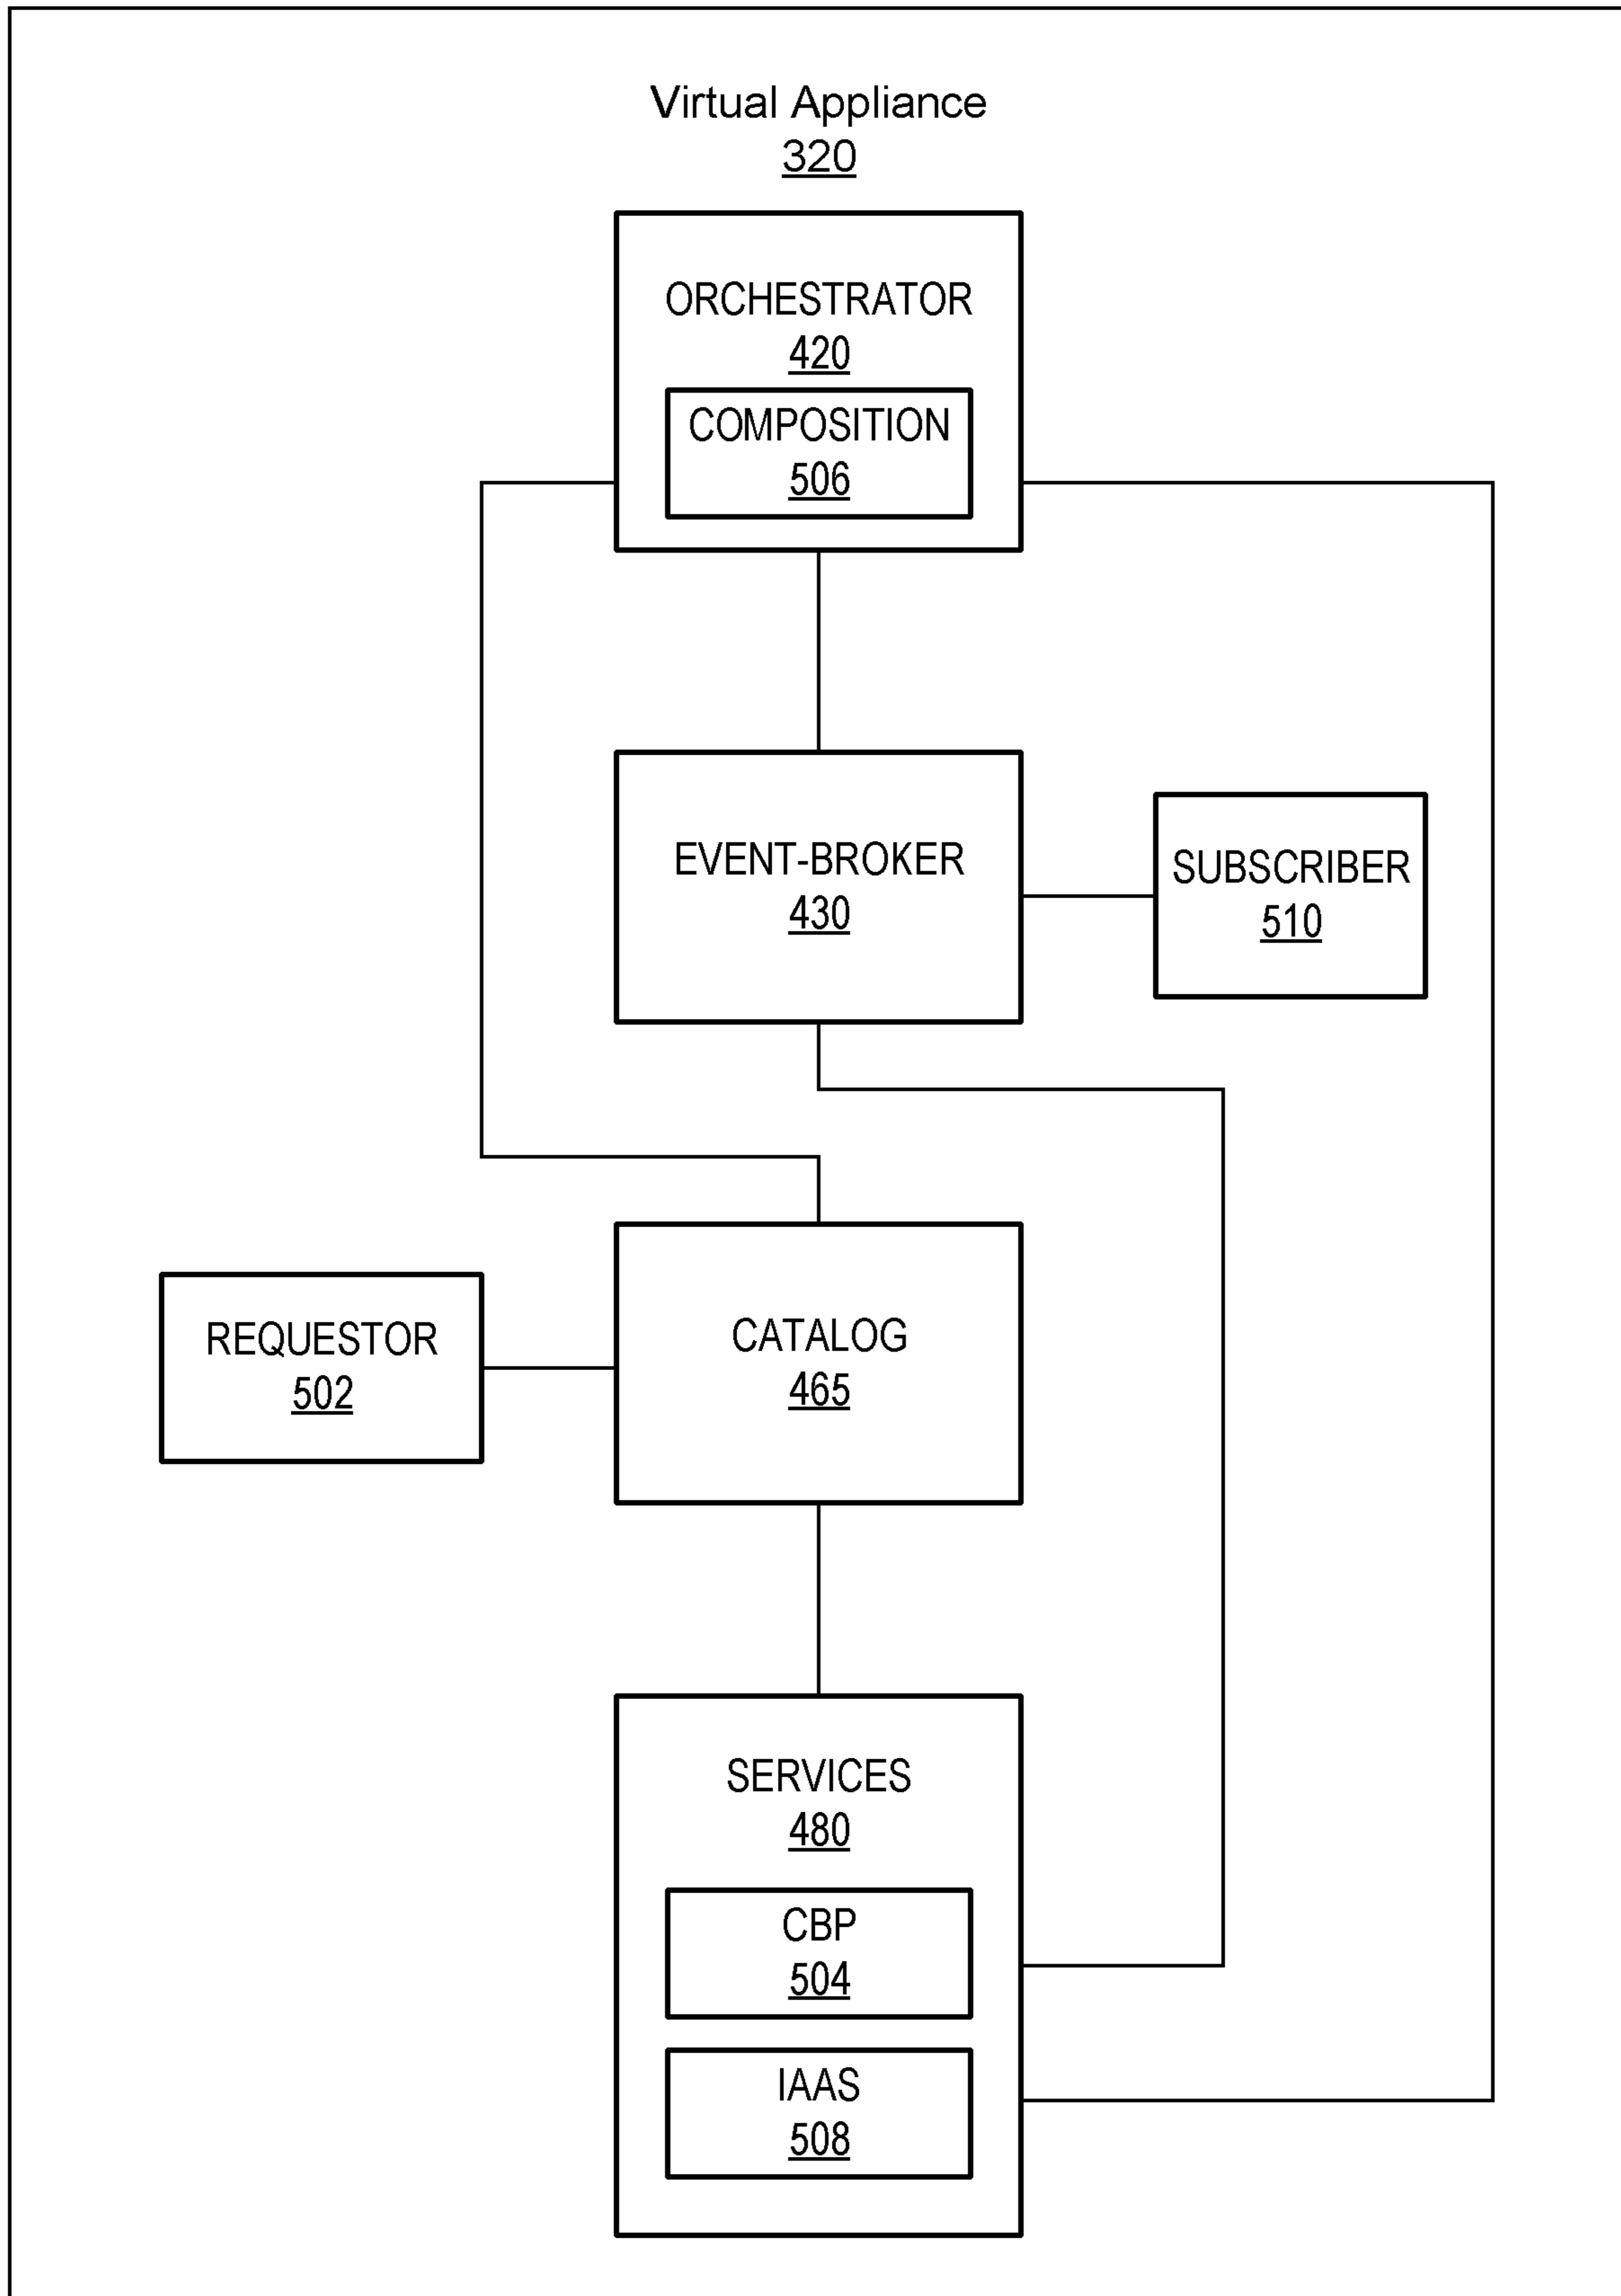 Virtual Appliance
320
ORCHESTRATOR
420
COMPOSITION
506
EVENT-BROKER
430
SUBSCRIBER
510
REQUESTOR
502
CATALOG
465
SERVICES
480
CBP
504
IAAS
508